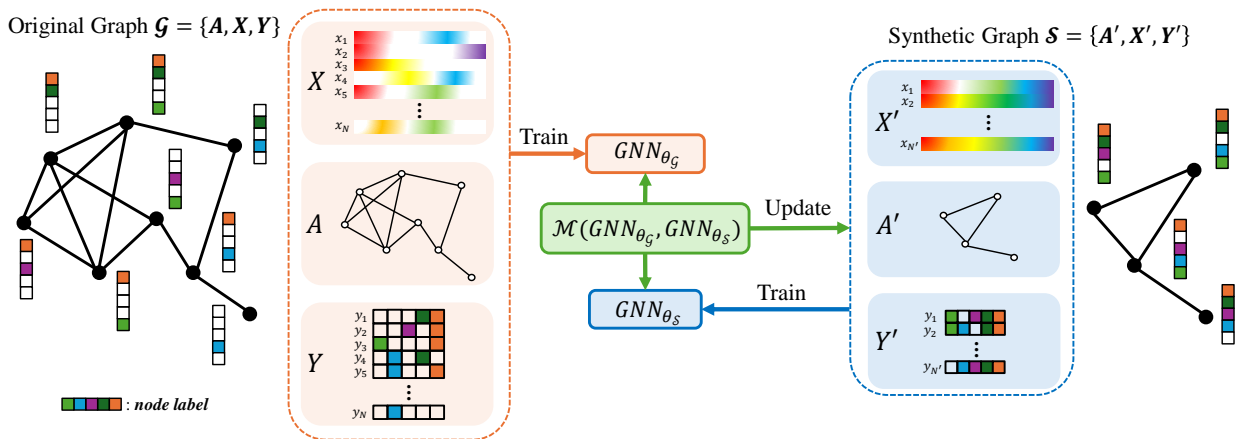 Original Graph 𝓖 = {A, X, Y}
Synthetic Graph 𝓢 = {A′, X′, Y′}
X
x₁
x₂
x₃
x₄
x₅
x_N
A
Y
y₁
y₂
y₃
y₄
y₅
y_N
Train
GNN_θ𝒢
ℳ(GNN_θ𝒢, GNN_θ𝒮)
Update
GNN_θ𝒮
Train
X′
x₁
x₂
x_N′
A′
Y′
y₁
y₂
y_N′
: node label